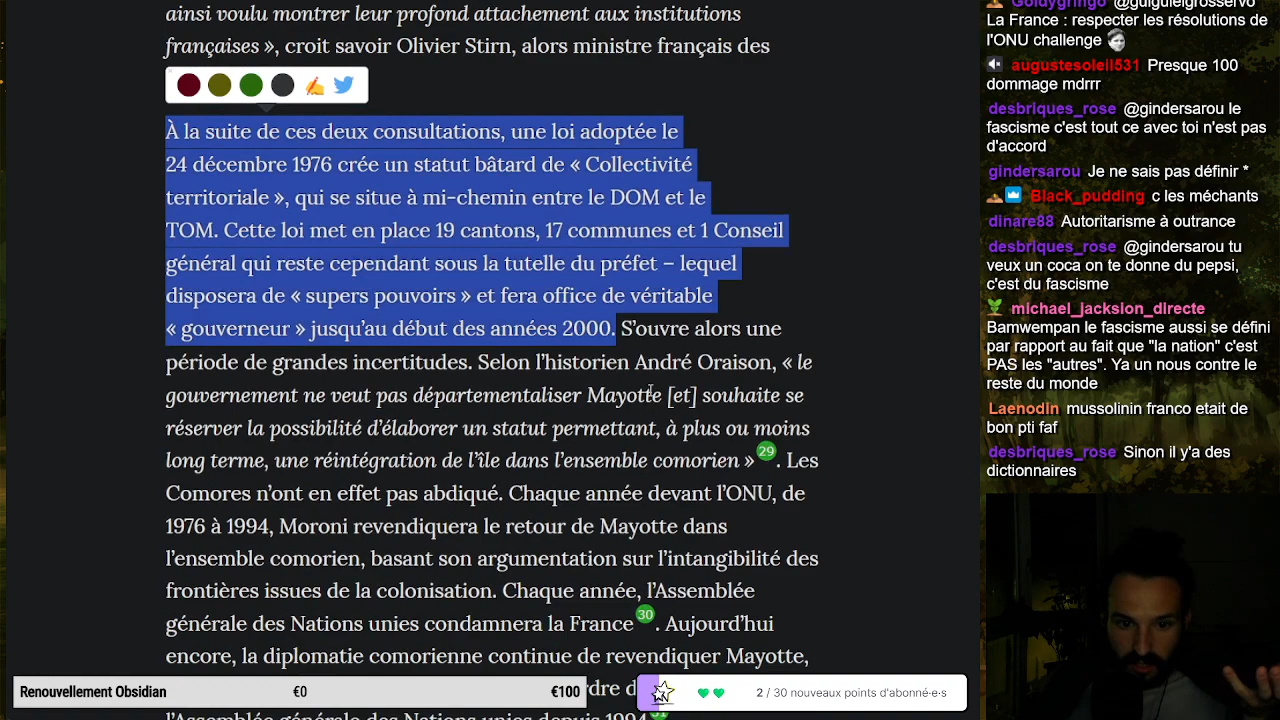 ainsi voulu montrer leur profond attachement aux institutions
françaises », croit savoir Olivier Stirn, alors ministre français des
À la suite de ces deux consultations, une loi adoptée le
24 décembre 1976 crée un statut bâtard de « Collectivité
territoriale », qui se situe à mi-chemin entre le DOM et le
TOM. Cette loi met en place 19 cantons, 17 communes et 1 Conseil
général qui reste cependant sous la tutelle du préfet – lequel
disposera de « supers pouvoirs » et fera office de véritable
« gouverneur » jusqu’au début des années 2000. S’ouvre alors une
période de grandes incertitudes. Selon l’historien André Oraison, « le
gouvernement ne veut pas départementaliser Mayotte [et] souhaite se
réserver la possibilité d’élaborer un statut permettant, à plus ou moins
long terme, une réintégration de l’île dans l’ensemble comorien » 29. Les
Comores n’ont en effet pas abdiqué. Chaque année devant l’ONU, de
1976 à 1994, Moroni revendiquera le retour de Mayotte dans
l’ensemble comorien, basant son argumentation sur l’intangibilité des
frontières issues de la colonisation. Chaque année, l’Assemblée
générale des Nations unies condamnera la France 30. Aujourd’hui
encore, la diplomatie comorienne continue de revendiquer Mayotte,
l’Assemblée générale des Nations unies depuis 1994 31
Renouvellement Obsidian €0 €100
2 / 30 nouveaux points d'abonné·e·s
Goldygringo @guiguleigrosservo
La France : respecter les résolutions de
l'ONU challenge
augustesoleil531 Presque 100
dommage mdrrr
desbriques_rose @gindersarou le
fascisme c'est tout ce avec toi n'est pas
d'accord
gindersarou Je ne sais pas définir *
Black_pudding c les méchants
dinare88 Autoritarisme à outrance
desbriques_rose @gindersarou tu
veux un coca on te donne du pepsi,
c'est du fascisme
michael_jacksion_directe
Bamwempan le fascisme aussi se défini
par rapport au fait que "la nation" c'est
PAS les "autres". Ya un nous contre le
reste du monde
Laenodin mussolinin franco etait de
bon pti faf
desbriques_rose Sinon il y'a des
dictionnaires